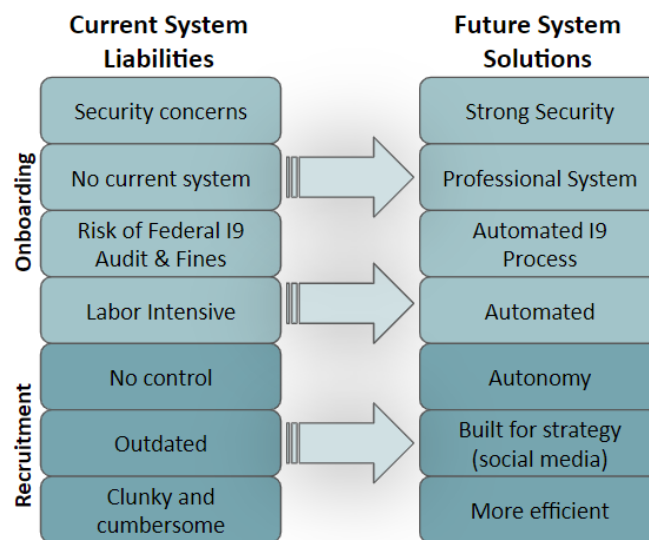 Current System
Liabilities
Future System
Solutions
Onboarding
Security concerns
Strong Security
No current system
Professional System
Risk of Federal I9
Audit & Fines
Automated I9
Process
Labor Intensive
Automated
Recruitment
No control
Autonomy
Outdated
Built for strategy
(social media)
Clunky and
cumbersome
More efficient